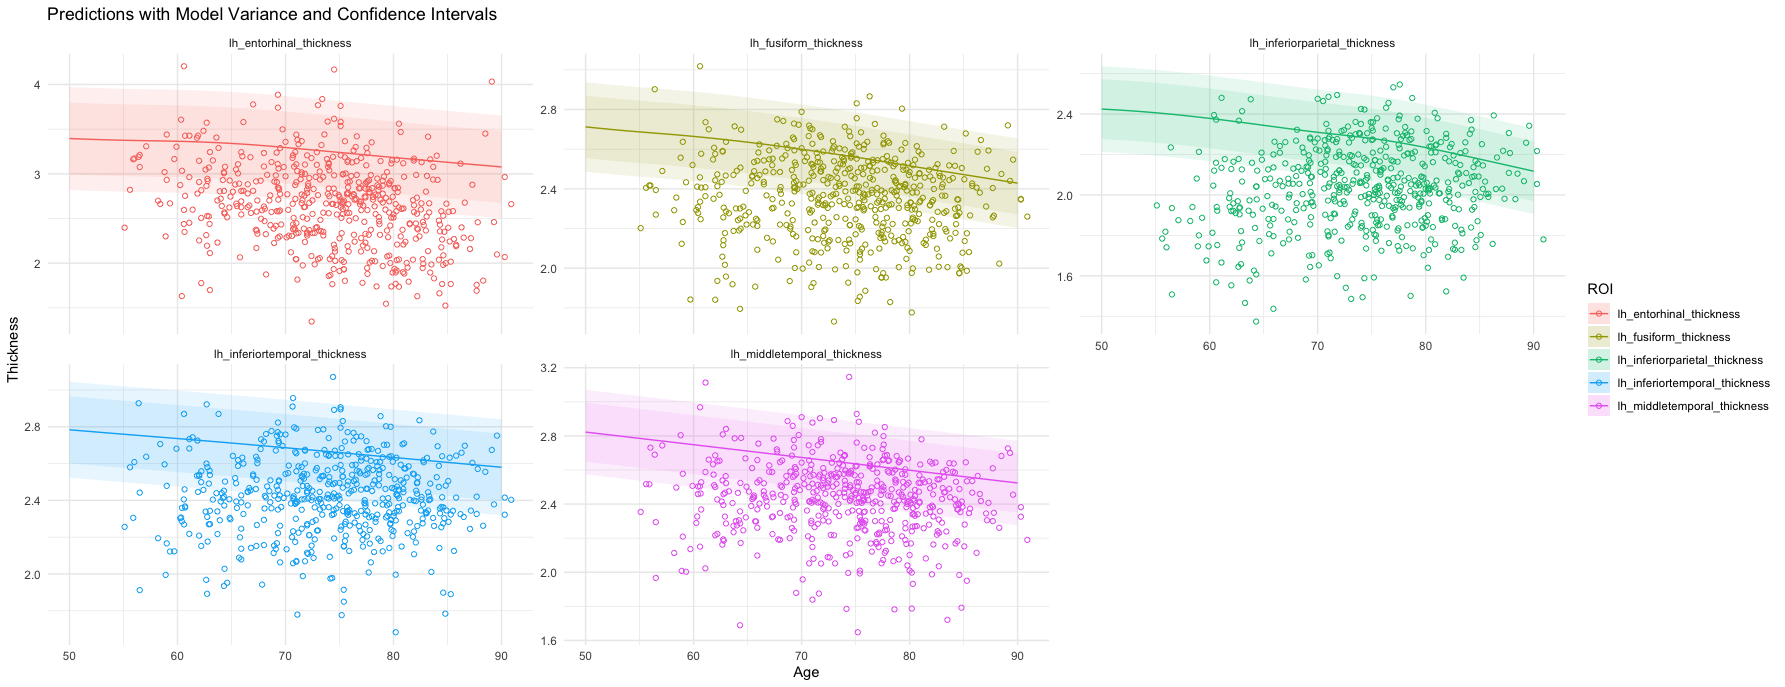 Predictions with Model Variance and Confidence Intervals
lh_entorhinal_thickness
lh_fusiform_thickness
lh_inferiorparietal_thickness
4
3
2
2.8
2.4
2.0
2.4
2.0
1.6
50 60 70 80 90
lh_inferiortemporal_thickness
lh_middletemporal_thickness
2.8
2.4
2.0
3.2
2.8
2.4
2.0
1.6
50 60 70 80 90
50 60 70 80 90
Thickness
Age
ROI
lh_entorhinal_thickness
lh_fusiform_thickness
lh_inferiorparietal_thickness
lh_inferiortemporal_thickness
lh_middletemporal_thickness